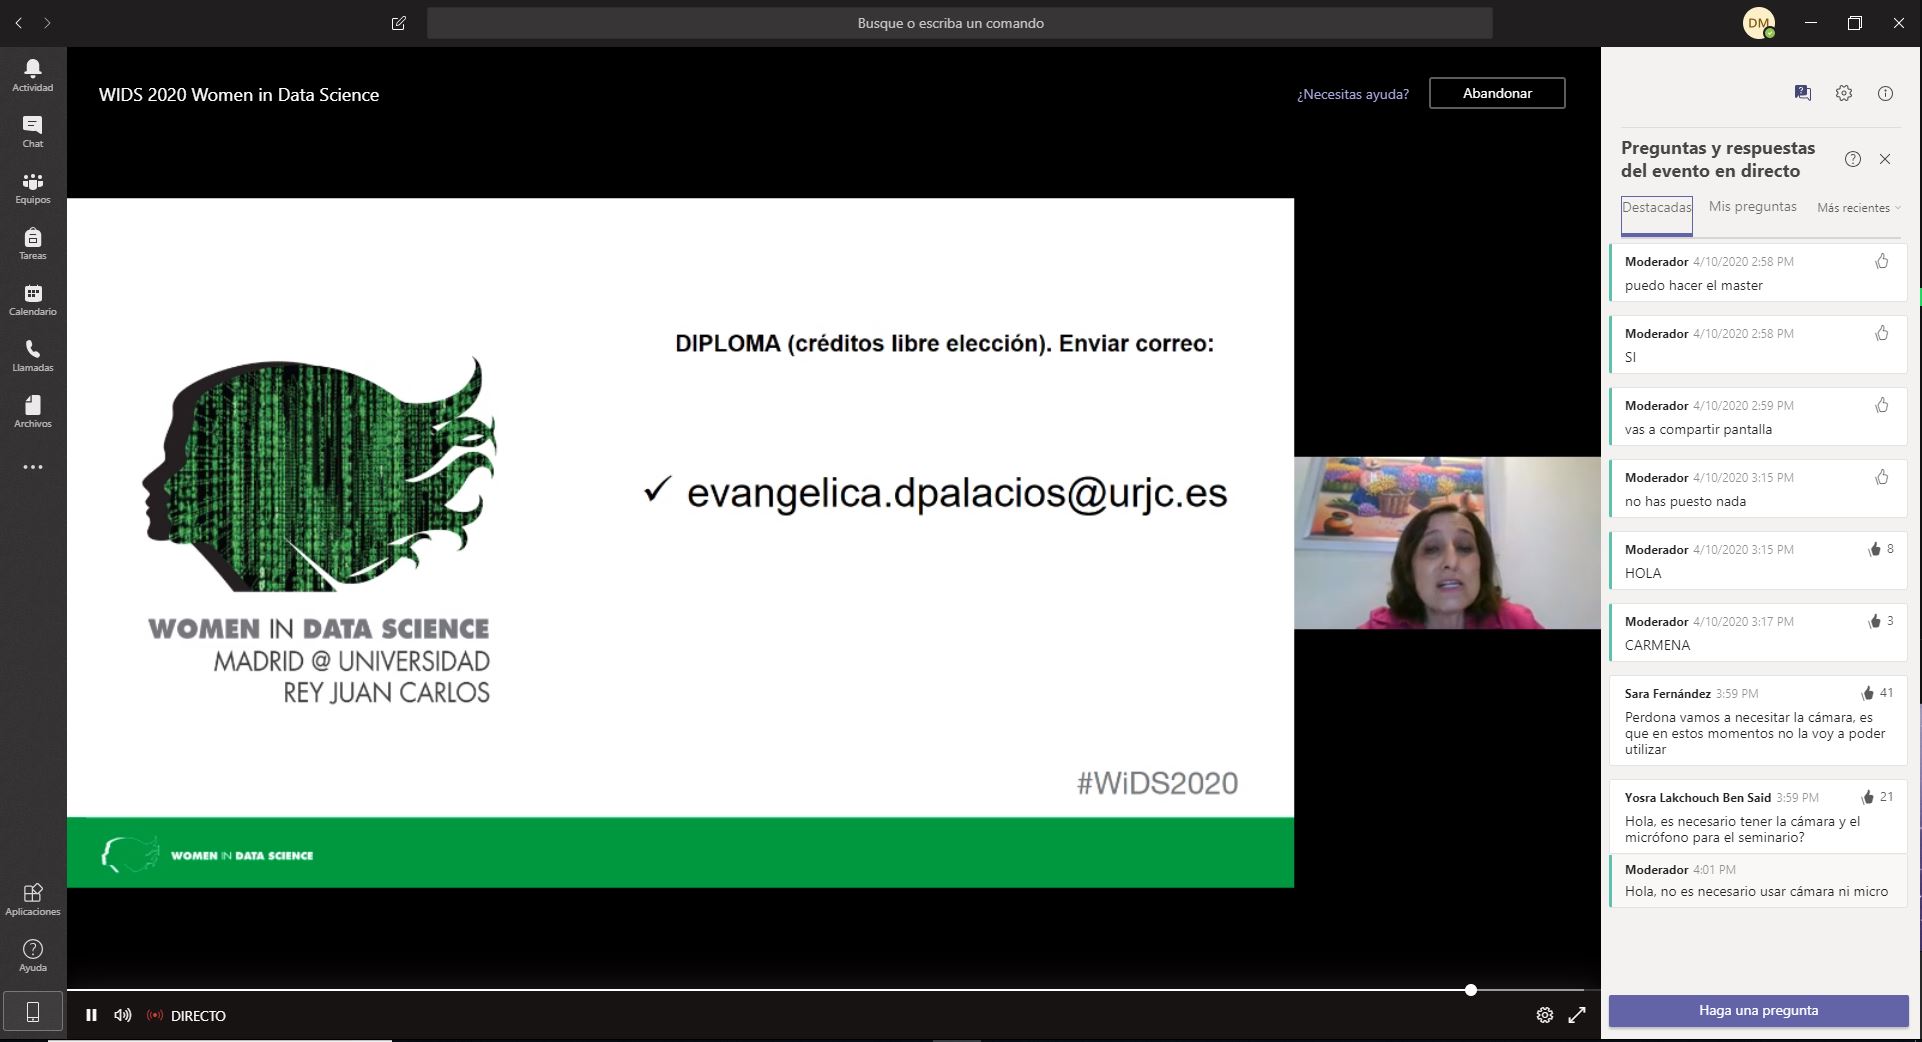 Busque o escriba un comando
DM
Actividad
Chat
Equipos
Tareas
Calendario
Llamadas
Archivos
Aplicaciones
Ayuda
WIDS 2020 Women in Data Science
¿Necesitas ayuda?
Abandonar
DIPLOMA (créditos libre elección). Enviar correo:
✓ evangelica.dpalacios@urjc.es
WOMEN IN DATA SCIENCE
MADRID @ UNIVERSIDAD
REY JUAN CARLOS
#WiDS2020
WOMEN IN DATA SCIENCE
DIRECTO
Preguntas y respuestas
del evento en directo
Destacadas
Mis preguntas
Más recientes
Moderador 4/10/2020 2:58 PM
puedo hacer el master
Moderador 4/10/2020 2:58 PM
SI
Moderador 4/10/2020 2:59 PM
vas a compartir pantalla
Moderador 4/10/2020 3:15 PM
no has puesto nada
Moderador 4/10/2020 3:15 PM 8
HOLA
Moderador 4/10/2020 3:17 PM 3
CARMENA
Sara Fernández 3:59 PM 41
Perdona vamos a necesitar la cámara, es
que en estos momentos no la voy a poder
utilizar
Yosra Lakchouch Ben Said 3:59 PM 21
Hola, es necesario tener la cámara y el
micrófono para el seminario?
Moderador 4:01 PM
Hola, no es necesario usar cámara ni micro
Haga una pregunta